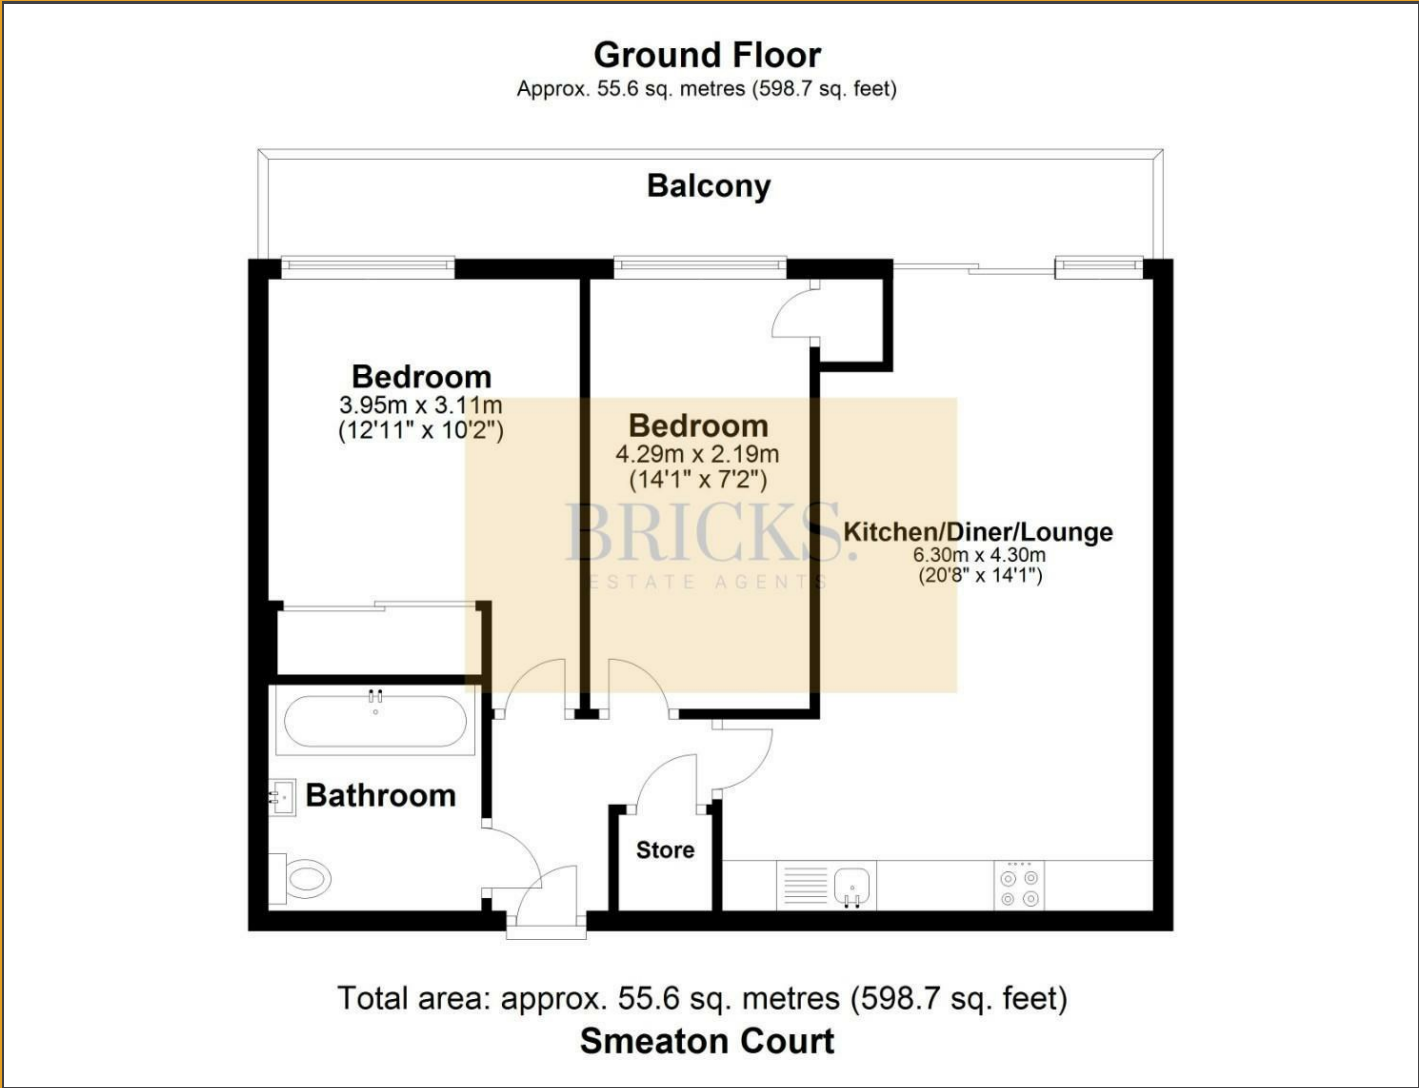 Ground Floor
Approx. 55.6 sq. metres (598.7 sq. feet)
Balcony
Bedroom
3.95m x 3.11m
(12'11" x 10'2")
Bedroom
4.29m x 2.19m
(14'1" x 7'2")
BRICKS.
ESTATE AGENTS
Kitchen/Diner/Lounge
6.30m x 4.30m
(20'8" x 14'1")
Bathroom
Store
Total area: approx. 55.6 sq. metres (598.7 sq. feet)
Smeaton Court